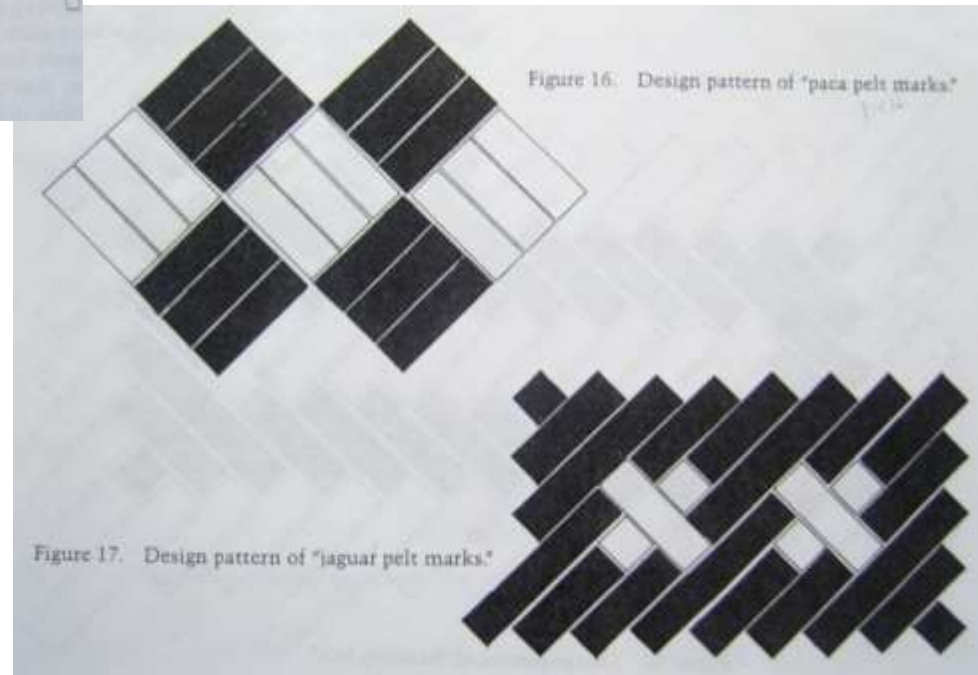 Figure 16. Design pattern of "paca pelt marks."
Figure 17. Design pattern of "jaguar pelt marks."